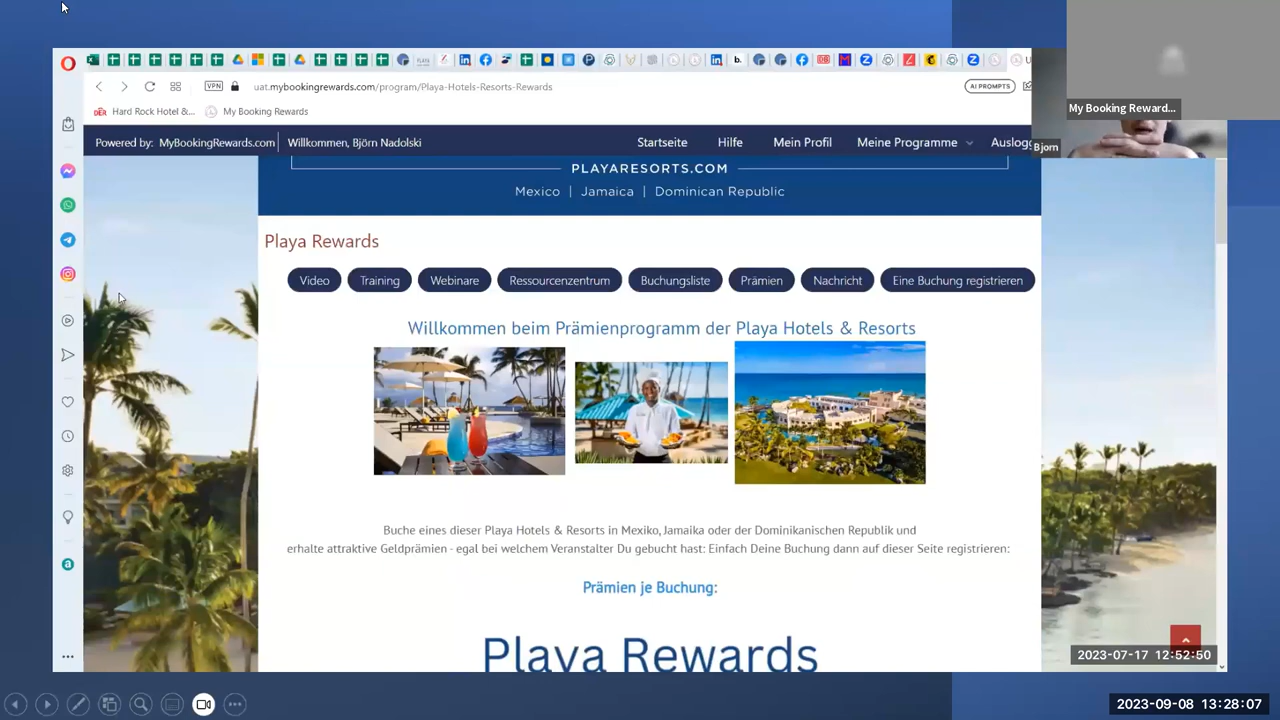 VPN
uat.mybookingrewards.com/program/Playa-Hotels-Resorts-Rewards
AI PROMPTS
DER Hard Rock Hotel &...
My Booking Rewards
My Booking Reward...
Powered by: MyBookingRewards.com
Willkommen, Björn Nadolski
Startseite
Hilfe
Mein Profil
Meine Programme
Auslogg
Bjorn
PLAYARESORTS.COM
Mexico | Jamaica | Dominican Republic
Playa Rewards
Video
Training
Webinare
Ressourcenzentrum
Buchungsliste
Prämien
Nachricht
Eine Buchung registrieren
Willkommen beim Prämienprogramm der Playa Hotels & Resorts
Buche eines dieser Playa Hotels & Resorts in Mexiko, Jamaika oder der Dominikanischen Republik und
erhalte attraktive Geldprämien - egal bei welchem Veranstalter Du gebucht hast: Einfach Deine Buchung dann auf dieser Seite registrieren:
Prämien je Buchung:
Playa Rewards
2023-07-17 12:52:50
2023-09-08 13:28:07